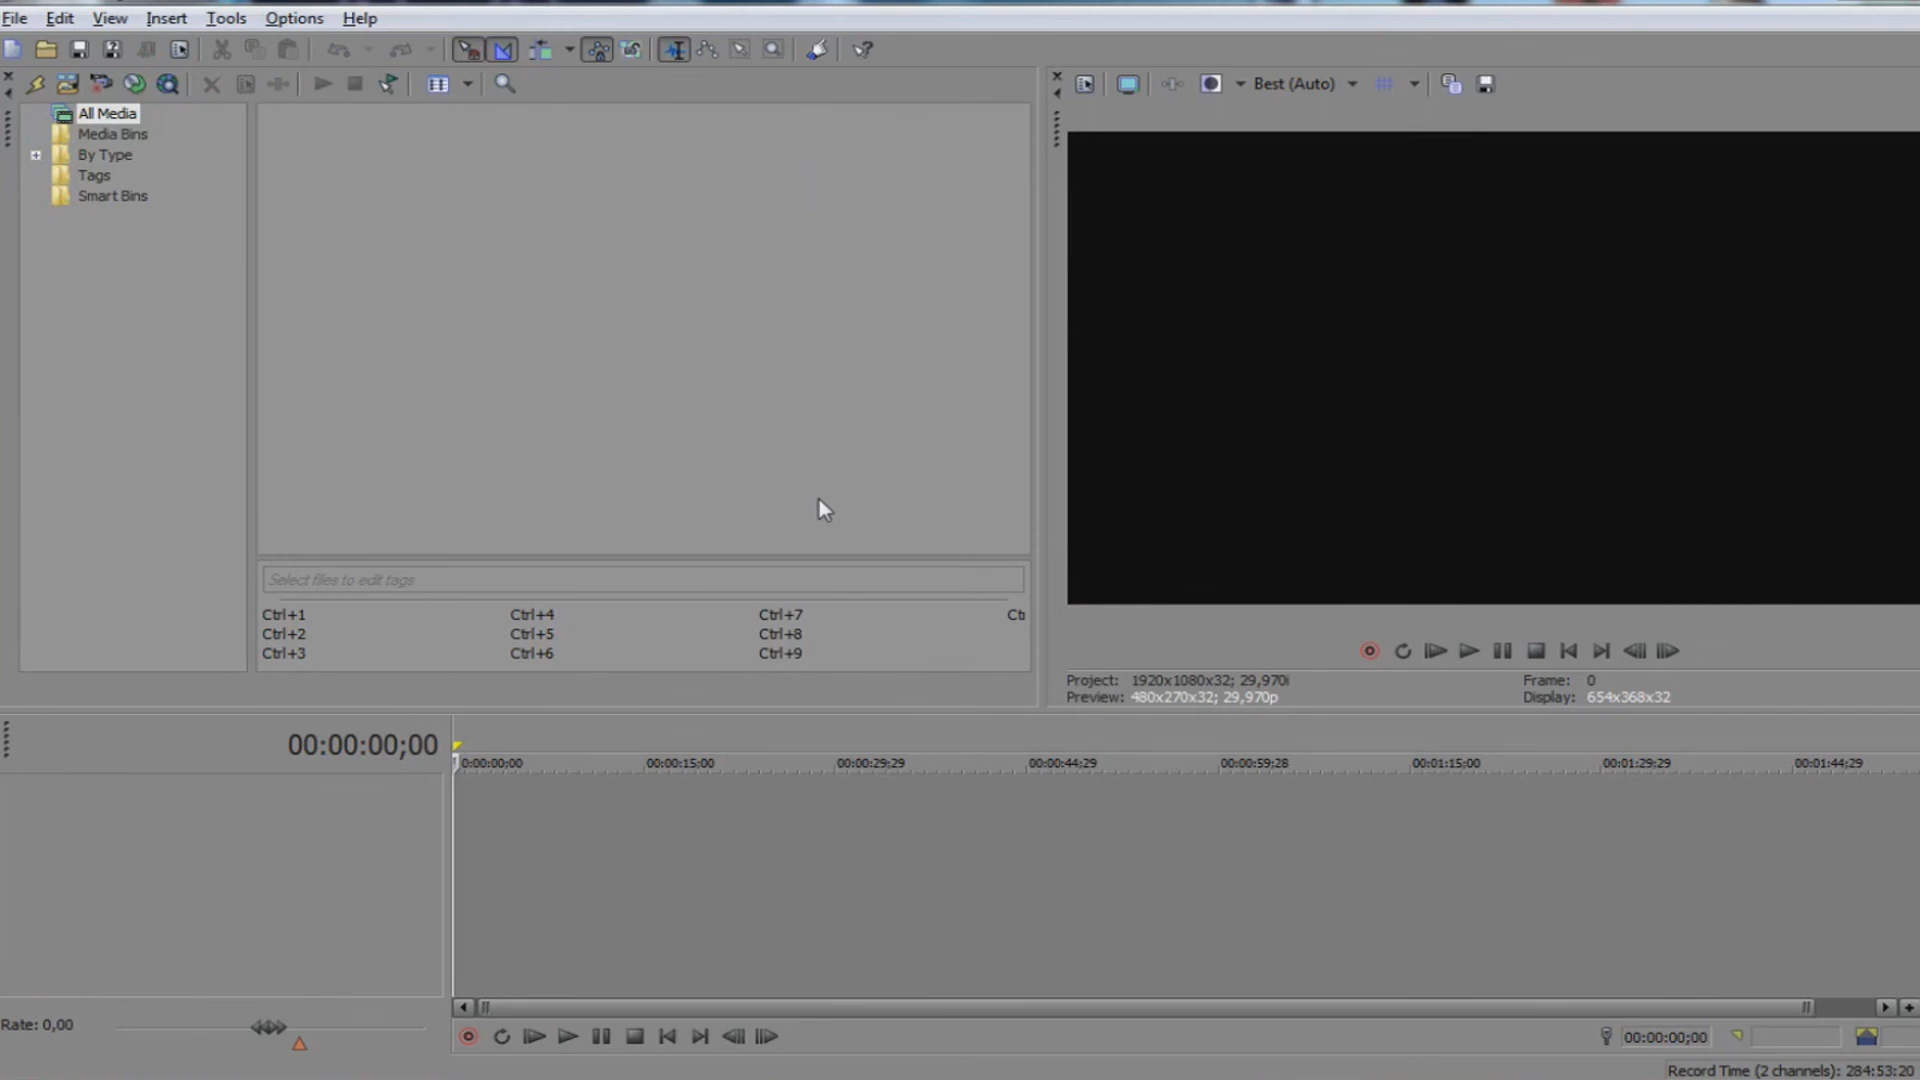 File Edit View Insert Tools Options Help
Best (Auto)
All Media
Media Bins
By Type
Tags
Smart Bins
Select files to edit tags
Ctrl+1 Ctrl+4 Ctrl+7 Ct
Ctrl+2 Ctrl+5 Ctrl+8
Ctrl+3 Ctrl+6 Ctrl+9
Project: 1920x1080x32; 29,970i Frame: 0
Preview: 480x270x32; 29,970p Display: 654x368x32
00:00:00;00
0:00:00;00 00:00:15;00 00:00:29;29 00:00:44;29 00:00:59;28 00:01:15;00 00:01:29;29 00:01:44;29
Rate: 0,00
00:00:00;00
Record Time (2 channels): 284:53:20